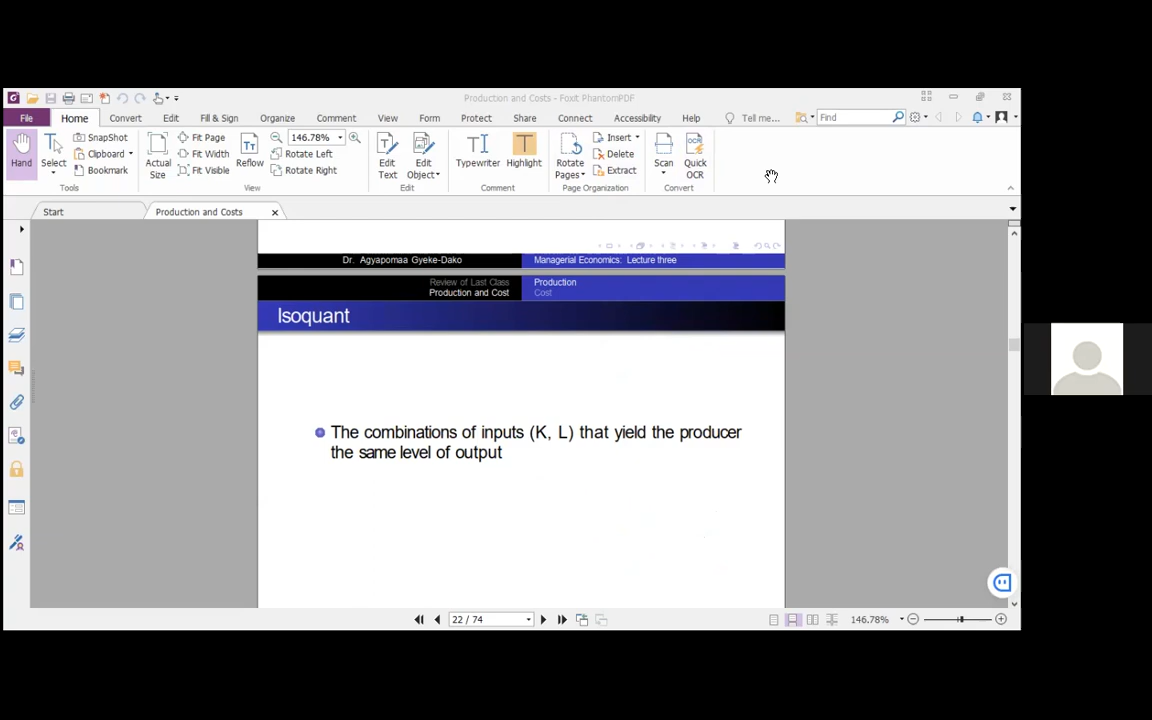 Production and Costs - Foxit PhantomPDF
File Home Convert Edit Fill & Sign Organize Comment View Form Protect Share Connect Accessibility Help Tell me... Find
SnapShot Fit Page 146.78% Insert
Clipboard Fit Width Rotate Left Delete
Bookmark Fit Visible Rotate Right Extract
Hand Select Actual Size Reflow Edit Text Edit Object Typewriter Highlight Rotate Pages Scan Quick OCR
Tools View Edit Comment Page Organization Convert
Start Production and Costs
Dr. Agyapomaa Gyeke-Dako Managerial Economics: Lecture three
Review of Last Class Production
Production and Cost Cost
Isoquant
The combinations of inputs (K, L) that yield the producer
the same level of output
22 / 74 146.78%